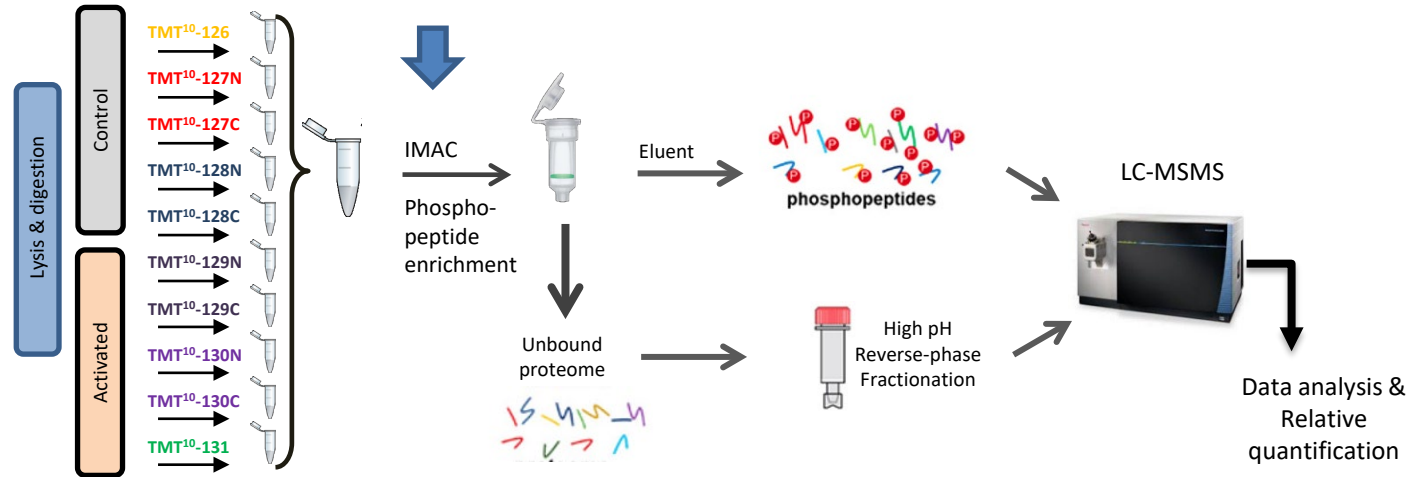 Lysis & digestion
Control
Activated
TMT¹⁰-126
TMT¹⁰-127N
TMT¹⁰-127C
TMT¹⁰-128N
TMT¹⁰-128C
TMT¹⁰-129N
TMT¹⁰-129C
TMT¹⁰-130N
TMT¹⁰-130C
TMT¹⁰-131
IMAC
Phospho-
peptide
enrichment
Eluent
P
P
P
P
P
P
P
P
P
P
P
phosphopeptides
Unbound
proteome
High pH
Reverse-phase
Fractionation
LC-MSMS
Data analysis &
Relative
quantification